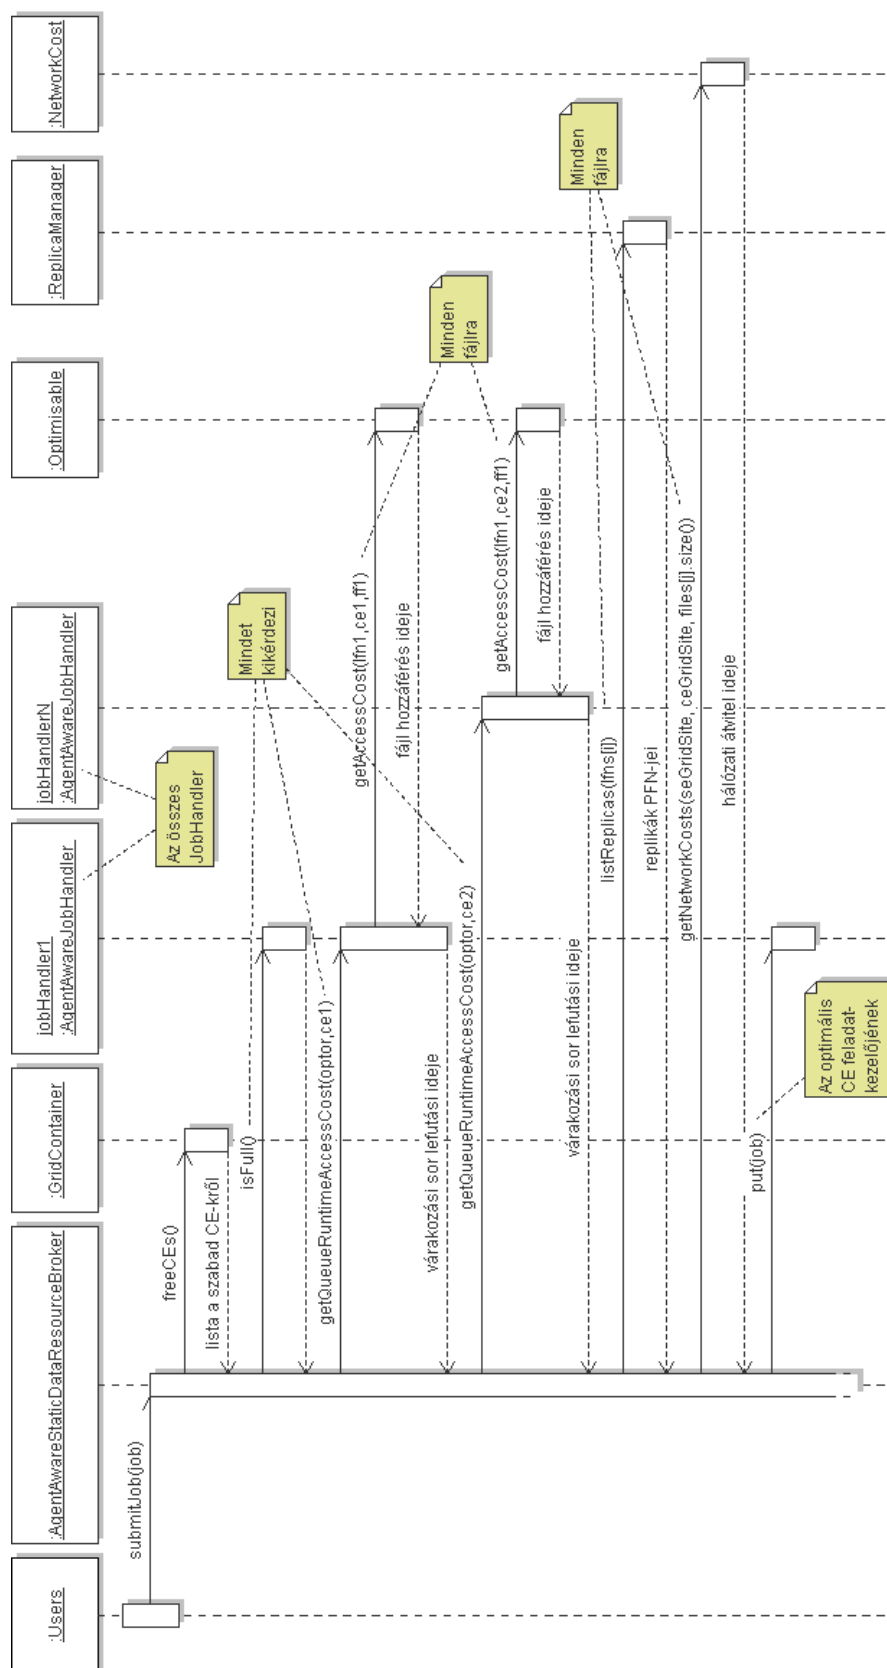 :Users
:AgentAwareStaticDataResourceBroker
:GridContainer
jobHandler1
:AgentAwareJobHandler
jobHandlerN
:AgentAwareJobHandler
:Optimisable
:ReplicaManager
:NetworkCost
submitJob(job)
Az összes
JobHandler
freeCEs()
lista a szabad CE-kről
Mindet
kikérdezi
isFull()
getQueueRuntimeAccessCost(optor,ce1)
getAccessCost(lfn1,ce1,ff1)
fájl hozzáférés ideje
Minden
fájlra
várakozási sor lefutási ideje
getQueueRuntimeAccessCost(optor,ce2)
getAccessCost(lfn1,ce2,ff1)
fájl hozzáférés ideje
várakozási sor lefutási ideje
Minden
fájlra
listReplicas(lfns[j])
replikák PFN-jei
getNetworkCosts(seGridSite, ceGridSite, files[j].size())
hálózati átvitel ideje
put(job)
Az optimális
CE feladat-
kezelőjének